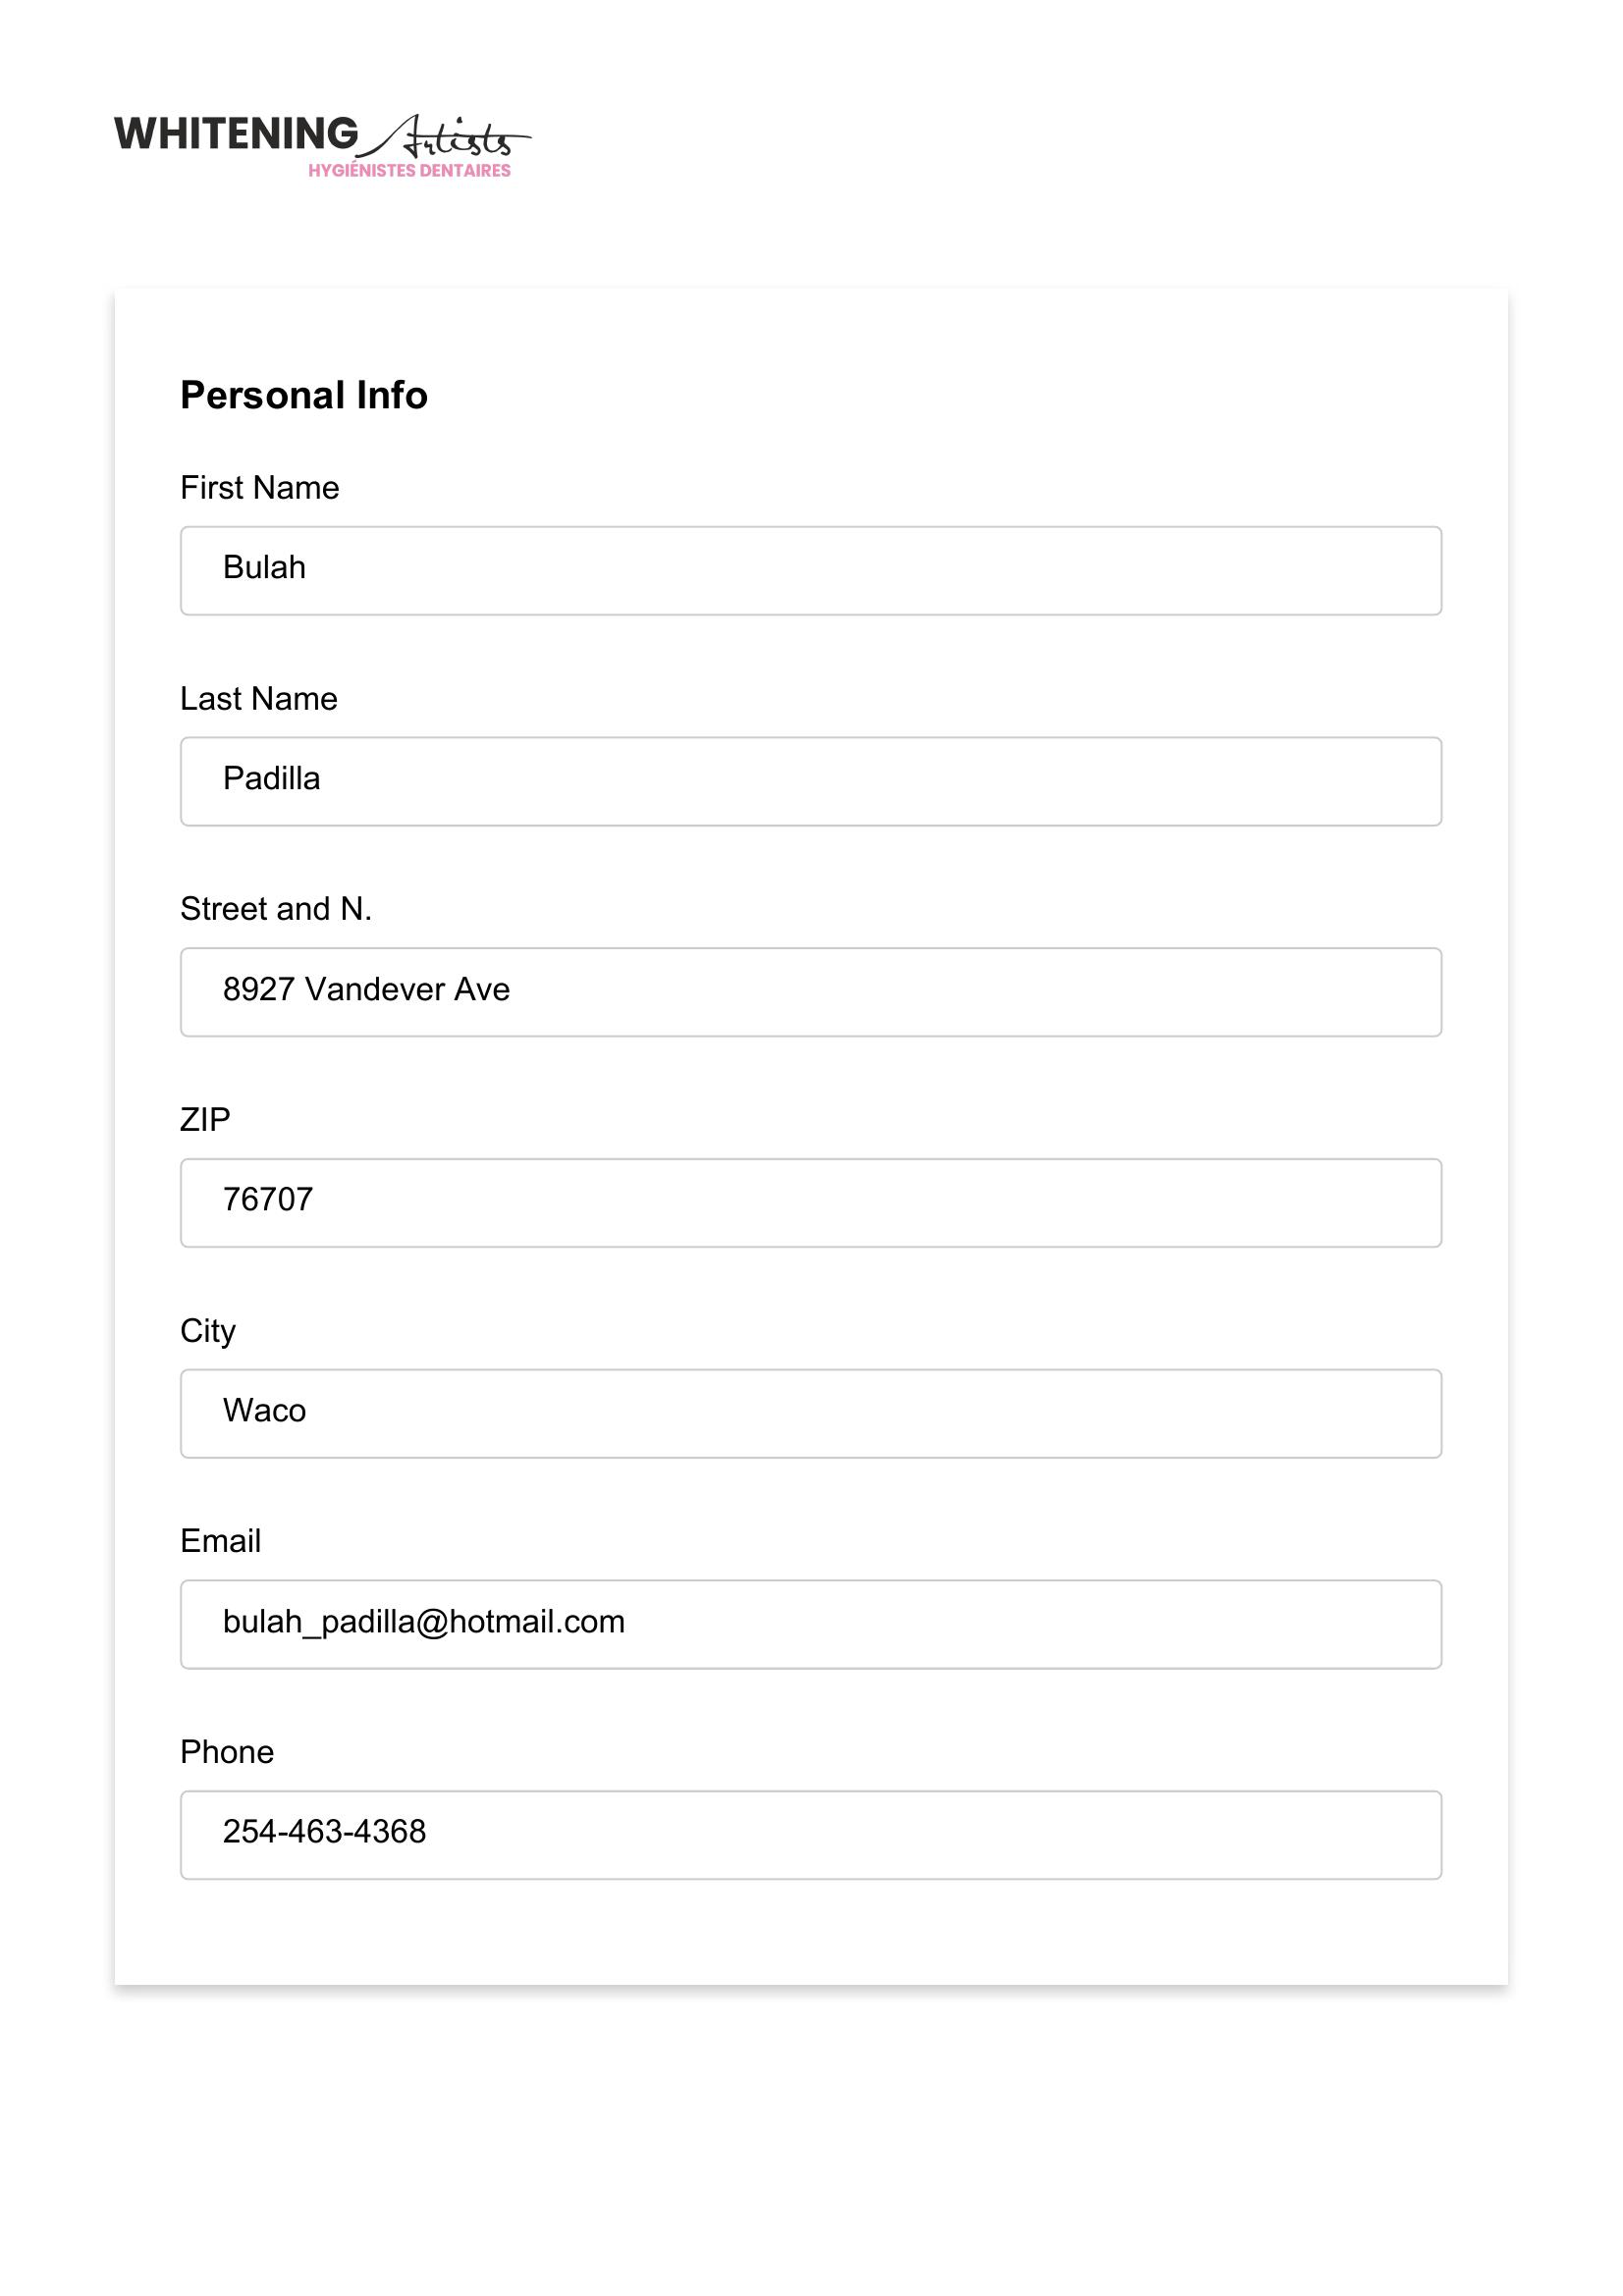 WHITENING Artists
HYGIÉNISTES DENTAIRES
Personal Info
First Name
Bulah
Last Name
Padilla
Street and N.
8927 Vandever Ave
ZIP
76707
City
Waco
Email
bulah_padilla@hotmail.com
Phone
254-463-4368